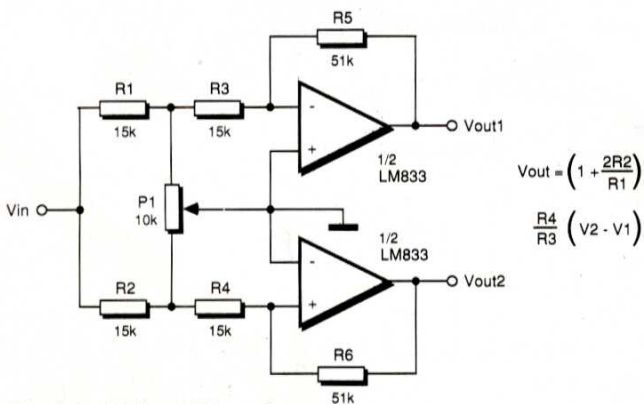 R5
51k
R1
15k
R3
15k
-
+
1/2
LM833
Vout1
Vin
P1
10k
Vout = (1 + 2R2/R1)
R4/R3 (V2 - V1)
R2
15k
R4
15k
-
+
1/2
LM833
Vout2
R6
51k